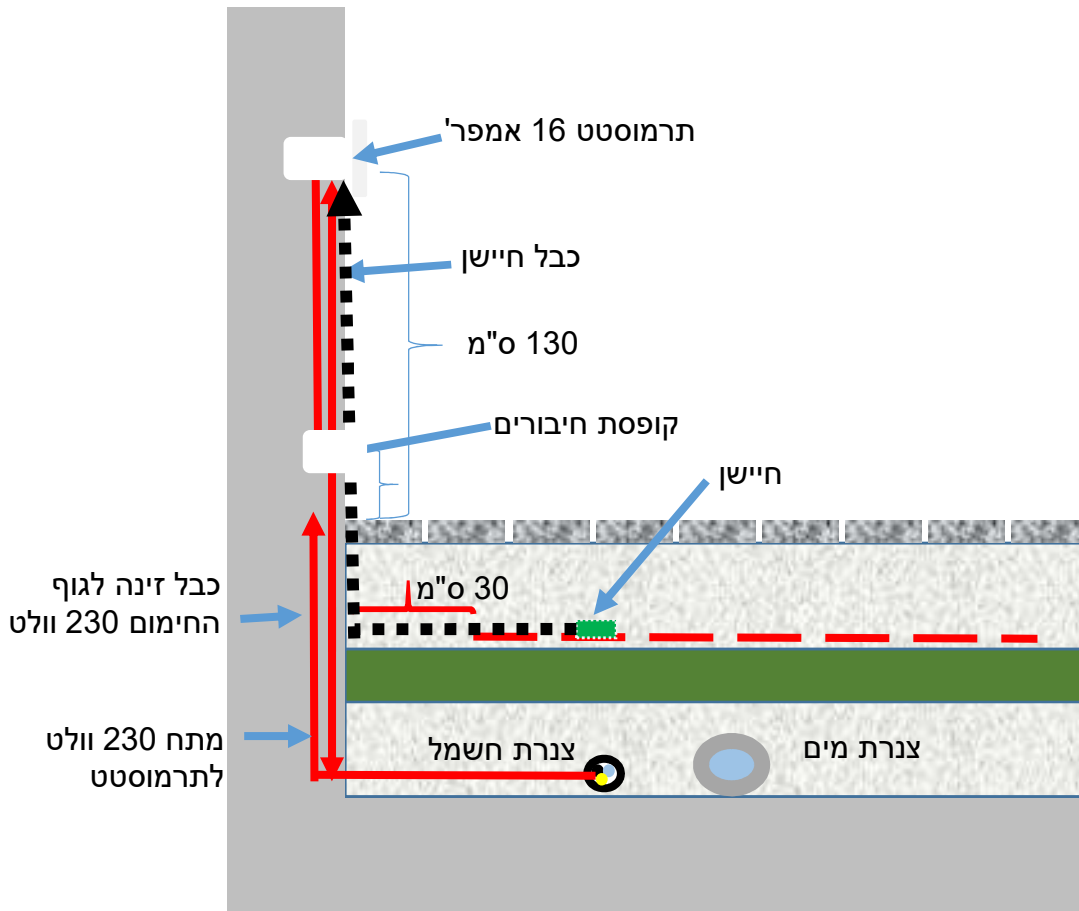 תרמוסטט 16 אמפר'
כבל חיישן
130 ס"מ
קופסת חיבורים
חיישן
30 ס"מ
כבל זינה לגוף
החימום 230 וולט
מתח 230 וולט
לתרמוסטט
צנרת חשמל
צנרת מים